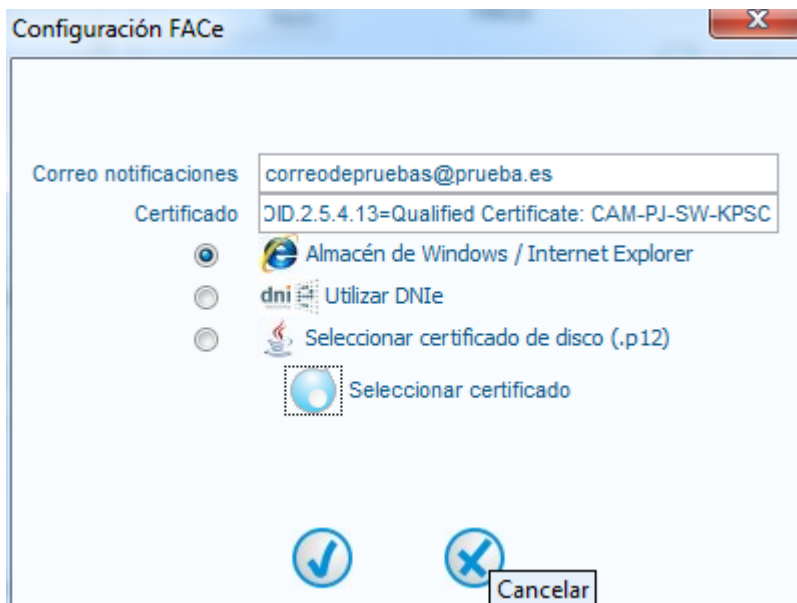 Configuración FACe
Correo notificaciones correodepruebas@prueba.es
Certificado OID.2.5.4.13=Qualified Certificate: CAM-PJ-SW-KPSC
Almacén de Windows / Internet Explorer
dni Utilizar DNIe
Seleccionar certificado de disco (.p12)
Seleccionar certificado
Cancelar